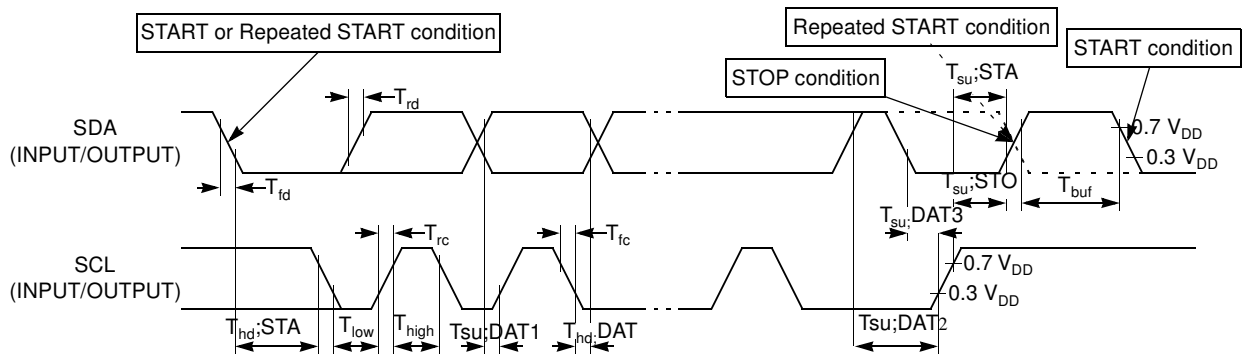 START or Repeated START condition
Repeated START condition
START condition
STOP condition
T_su;STA
T_rd
SDA
(INPUT/OUTPUT)
0.7 V_DD
0.3 V_DD
T_fd
T_su;STO
T_buf
T_su;DAT3
T_rc
T_fc
SCL
(INPUT/OUTPUT)
0.7 V_DD
0.3 V_DD
T_hd;STA
T_low
T_high
Tsu;DAT1
T_hd;DAT
Tsu;DAT2